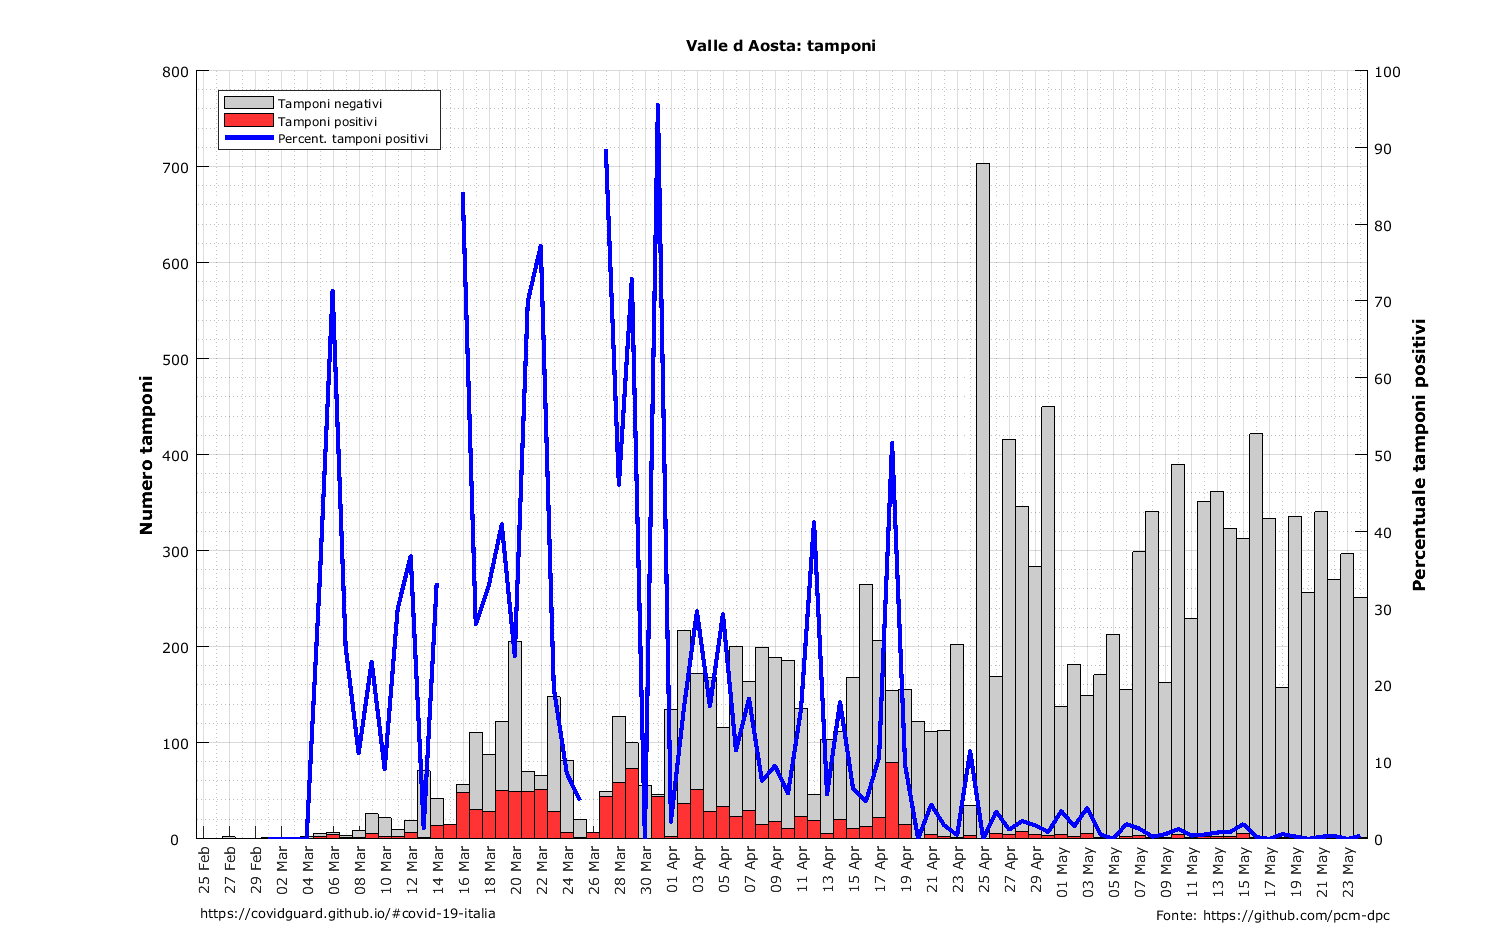 Valle d Aosta: tamponi
Tamponi negativi
Tamponi positivi
Percent. tamponi positivi
Numero tamponi
800
700
600
500
400
300
200
100
0
100
90
80
70
60
50
40
30
20
10
0
Percentuale tamponi positivi
25 Feb
27 Feb
29 Feb
02 Mar
04 Mar
06 Mar
08 Mar
10 Mar
12 Mar
14 Mar
16 Mar
18 Mar
20 Mar
22 Mar
24 Mar
26 Mar
28 Mar
30 Mar
01 Apr
03 Apr
05 Apr
07 Apr
09 Apr
11 Apr
13 Apr
15 Apr
17 Apr
19 Apr
21 Apr
23 Apr
25 Apr
27 Apr
29 Apr
01 May
03 May
05 May
07 May
09 May
11 May
13 May
15 May
17 May
19 May
21 May
23 May
https://covidguard.github.io/#covid-19-italia
Fonte: https://github.com/pcm-dpc